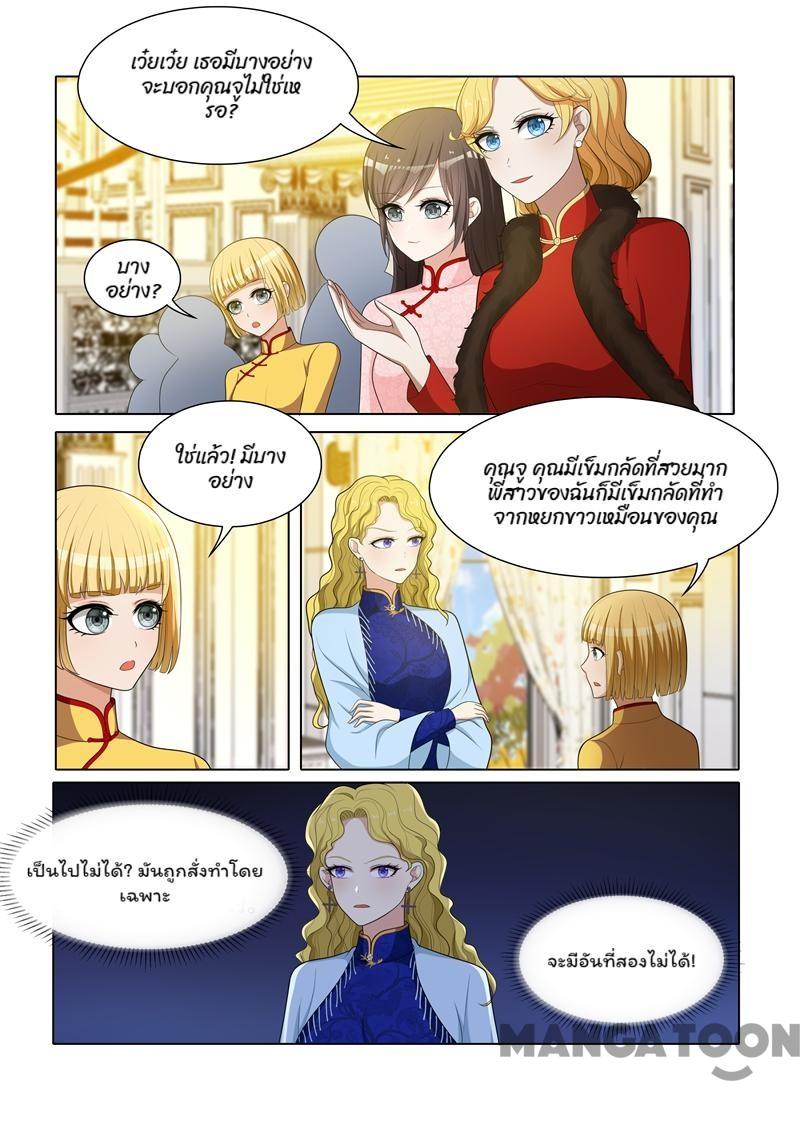 เว๋ยเว๋ย เธอมีบางอย่าง
จะบอกคุณจูไม่ใช่เห
รอ?
บาง
อย่าง?
ใช่แล้ว! มีบาง
อย่าง
คุณจู คุณมีเข็มกลัดที่สวยมาก
พี่สาวของฉันก็มีเข็มกลัดที่ทำ
จากหยกขาวเหมือนของคุณ
เป็นไปไม่ได้? มันถูกสั่งทำโดย
เฉพาะ
จะมีอันที่สองไม่ได้!
MANGATOON